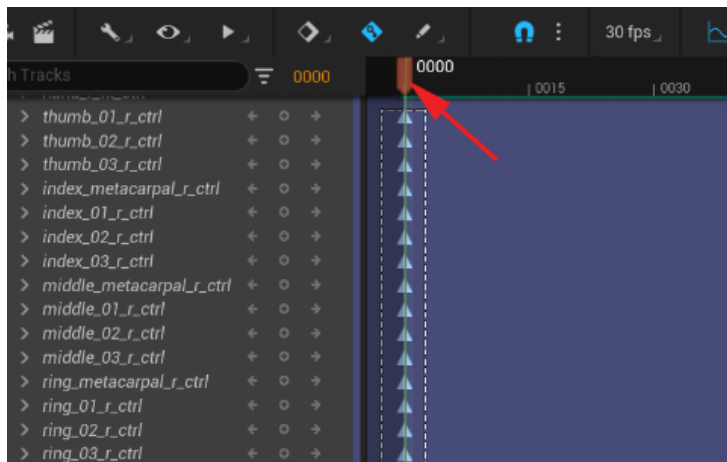 30 fps
h Tracks
0000
0000
0015
0030
thumb_01_r_ctrl
thumb_02_r_ctrl
thumb_03_r_ctrl
index_metacarpal_r_ctrl
index_01_r_ctrl
index_02_r_ctrl
index_03_r_ctrl
middle_metacarpal_r_ctrl
middle_01_r_ctrl
middle_02_r_ctrl
middle_03_r_ctrl
ring_metacarpal_r_ctrl
ring_01_r_ctrl
ring_02_r_ctrl
ring_03_r_ctrl